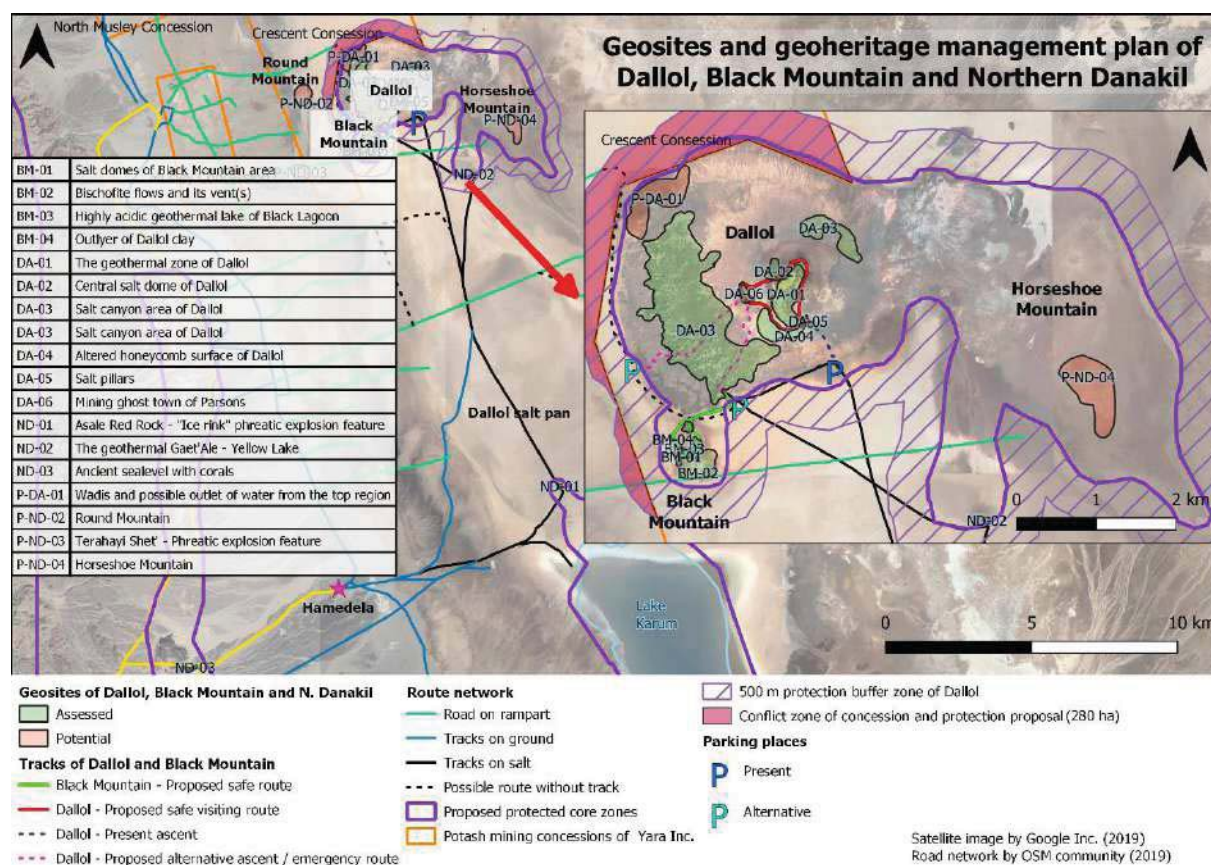 North Musley Concession
Crescent Consession
Round
Mountain
P-DA-01
DA-03
Dallol
P-ND-02
Black
Mountain
P
Horseshoe
Mountain
P-ND-04
ND-02
Geosites and geoheritage management plan of
Dallol, Black Mountain and Northern Danakil
BM-01 Salt domes of Black Mountain area
BM-02 Bischofite flows and its vent(s)
BM-03 Highly acidic geothermal lake of Black Lagoon
BM-04 Outlyer of Dallol clay
DA-01 The geothermal zone of Dallol
DA-02 Central salt dome of Dallol
DA-03 Salt canyon area of Dallol
DA-03 Salt canyon area of Dallol
DA-04 Altered honeycomb surface of Dallol
DA-05 Salt pillars
DA-06 Mining ghost town of Parsons
ND-01 Asale Red Rock - "Ice rink" phreatic explosion feature
ND-02 The geothermal Gaet'Ale - Yellow Lake
ND-03 Ancient sealevel with corals
P-DA-01 Wadis and possible outlet of water from the top region
P-ND-02 Round Mountain
P-ND-03 Terahayi Shet' - Phreatic explosion feature
P-ND-04 Horseshoe Mountain
Dallol salt pan
ND-01
Hamedela
ND-03
Lake
Karum
Crescent Concession
P-DA-01
Dallol
DA-03
DA-02
DA-06
DA-01
DA-03
DA-05
DA-04
P
P
P
Horseshoe
Mountain
P-ND-04
BM-04
BM-03
BM-01
BM-02
Black
Mountain
ND-02
0 1 2 km
0 5 10 km
Geosites of Dallol, Black Mountain and N. Danakil
Assessed
Potential
Tracks of Dallol and Black Mountain
Black Mountain - Proposed safe route
Dallol - Proposed safe visiting route
Dallol - Present ascent
Dallol - Proposed alternative ascent / emergency route
Route network
Road on rampart
Tracks on ground
Tracks on salt
Possible route without track
Proposed protected core zones
Potash mining concessions of Yara Inc.
500 m protection buffer zone of Dallol
Conflict zone of concession and protection proposal (280 ha)
Parking places
P Present
P Alternative
Satellite image by Google Inc. (2019)
Road network by OSM community (2019)